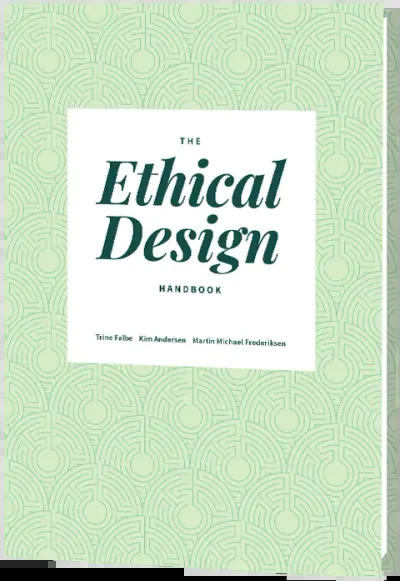 THE
Ethical
Design
HANDBOOK
Trine Falbe Kim Andersen Martin Michael Frederiksen